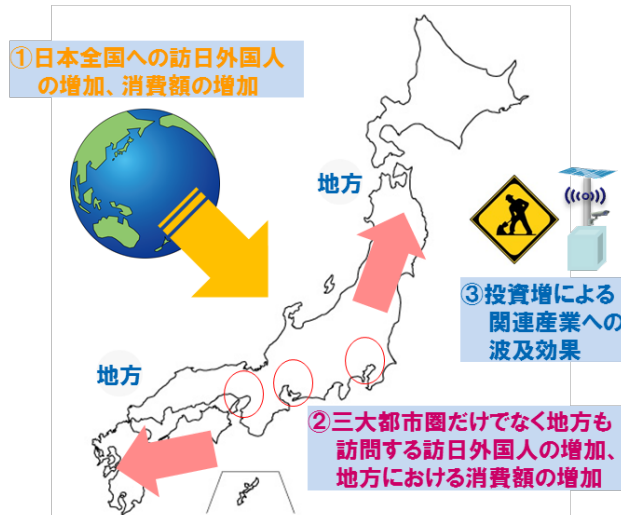 ①日本全国への訪日外国人
の増加、消費額の増加
地方
③投資増による
関連産業への
波及効果
地方
②三大都市圏だけでなく地方も
訪問する訪日外国人の増加、
地方における消費額の増加